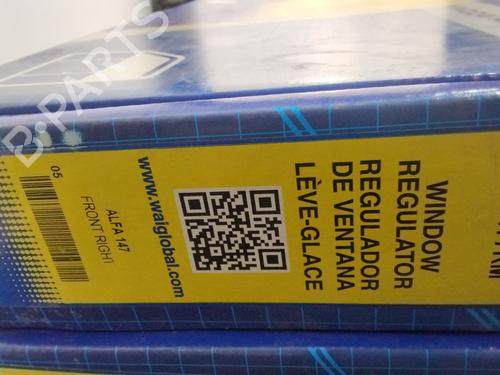 WINDOW
REGULATOR
REGULADOR
DE VENTANA
LÈVE-GLACE
www.waiglobal.com
ALFA 147
FRONT RIGHT
05
B-PARTS